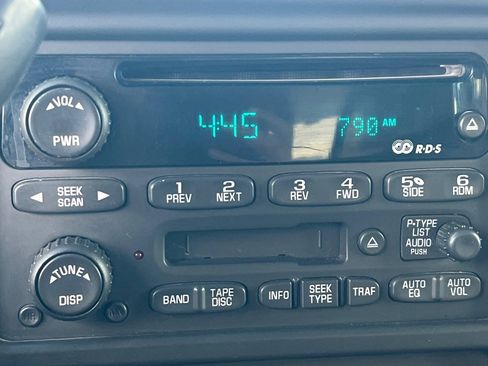 VOL
PWR
4:45
790 AM
R·D·S
SEEK
SCAN
1
PREV
2
NEXT
3
REV
4
FWD
5
SIDE
6
RDM
P-TYPE
LIST
AUDIO
PUSH
TUNE
DISP
BAND
TAPE
DISC
INFO
SEEK
TYPE
TRAF
AUTO
EQ
AUTO
VOL